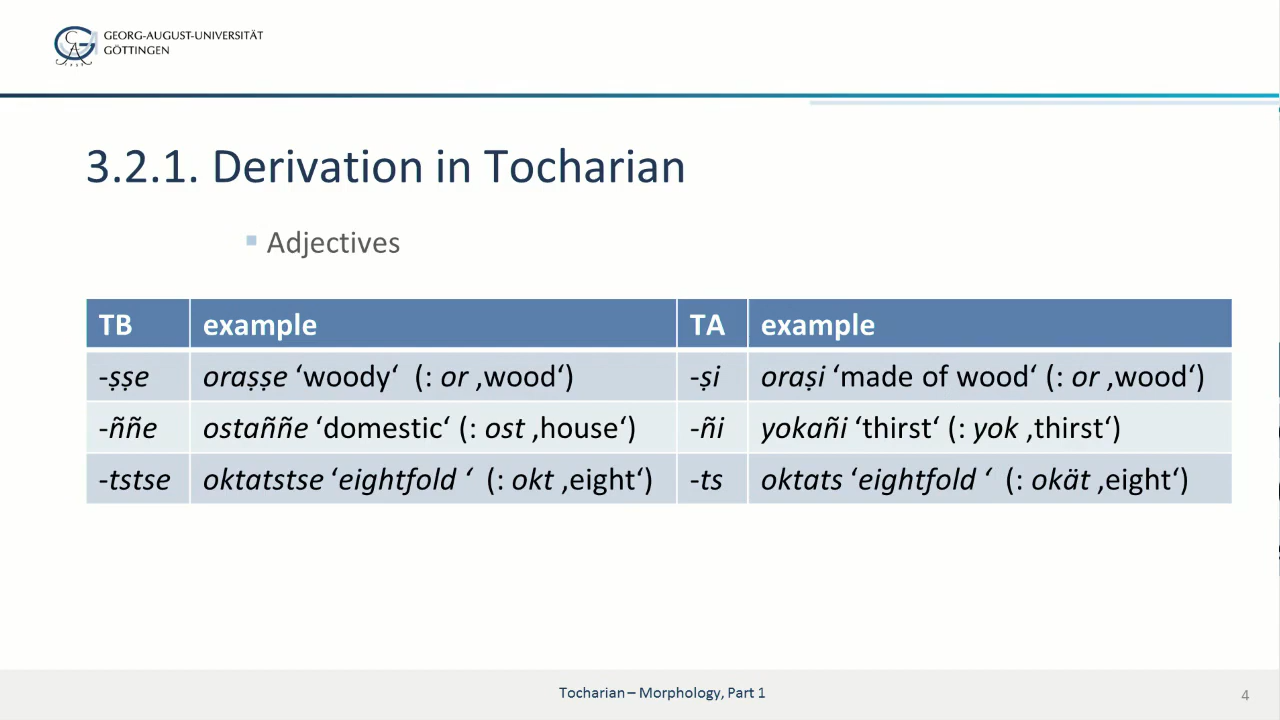 GEORG-AUGUST-UNIVERSITÄT
GÖTTINGEN
3.2.1. Derivation in Tocharian
Adjectives
TB example TA example
-ṣṣe oraṣṣe ‘woody‘ (: or ‚wood‘) -ṣi oraṣi ‘made of wood‘ (: or ‚wood‘)
-ññe ostaññe ‘domestic‘ (: ost ‚house‘) -ñi yokañi ‘thirst‘ (: yok ‚thirst‘)
-tstse oktatstse ‘eightfold ‘ (: okt ‚eight‘) -ts oktats ‘eightfold ‘ (: okät ‚eight‘)
Tocharian – Morphology, Part 1
4